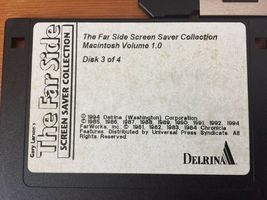 Gary Larson's
The Far Side
SCREEN SAVER COLLECTION
The Far Side Screen Saver Collection
Macintosh Volume 1.0
Disk 3 of 4
©1994 Delrina (Washington) Corporation.
©1985, 1986, 1987, 1988, 1989, 1990, 1991, 1992, 1994
FarWorks, Inc.; © 1981, 1982, 1983, 1984 Chronicle
Features. Distributed by Universal Press Syndicate. All
Rights Reserved.
DELRINA